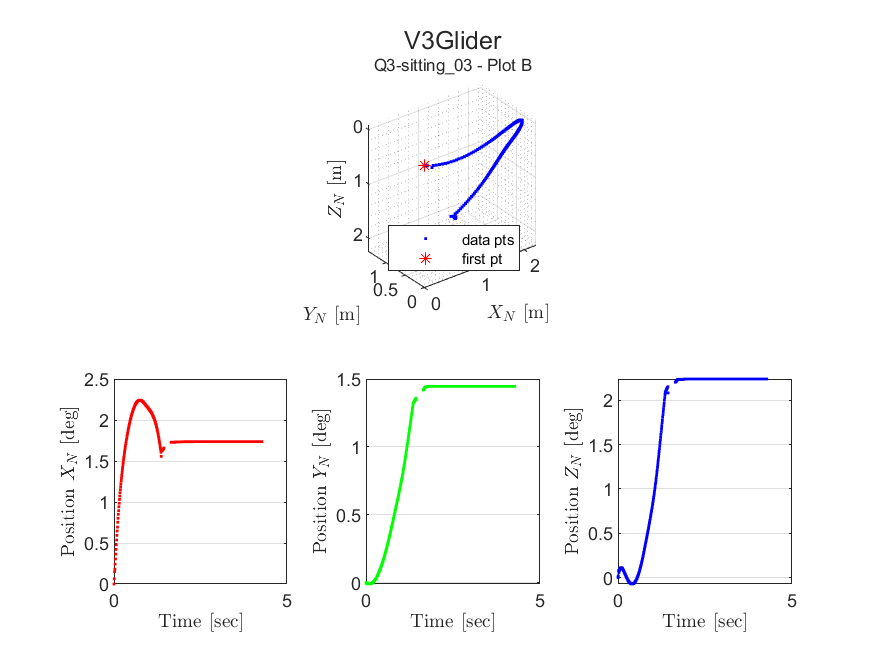 V3Glider
Q3-sitting_03 - Plot B
0
1
2
Z_N [m]
data pts
first pt
1
0.5
0
Y_N [m]
0
1
2
X_N [m]
2.5
2
1.5
1
0.5
0
Position X_N [deg]
0 5
Time [sec]
1.5
1
0.5
0
Position Y_N [deg]
0 5
Time [sec]
2
1.5
1
0.5
0
Position Z_N [deg]
0 5
Time [sec]